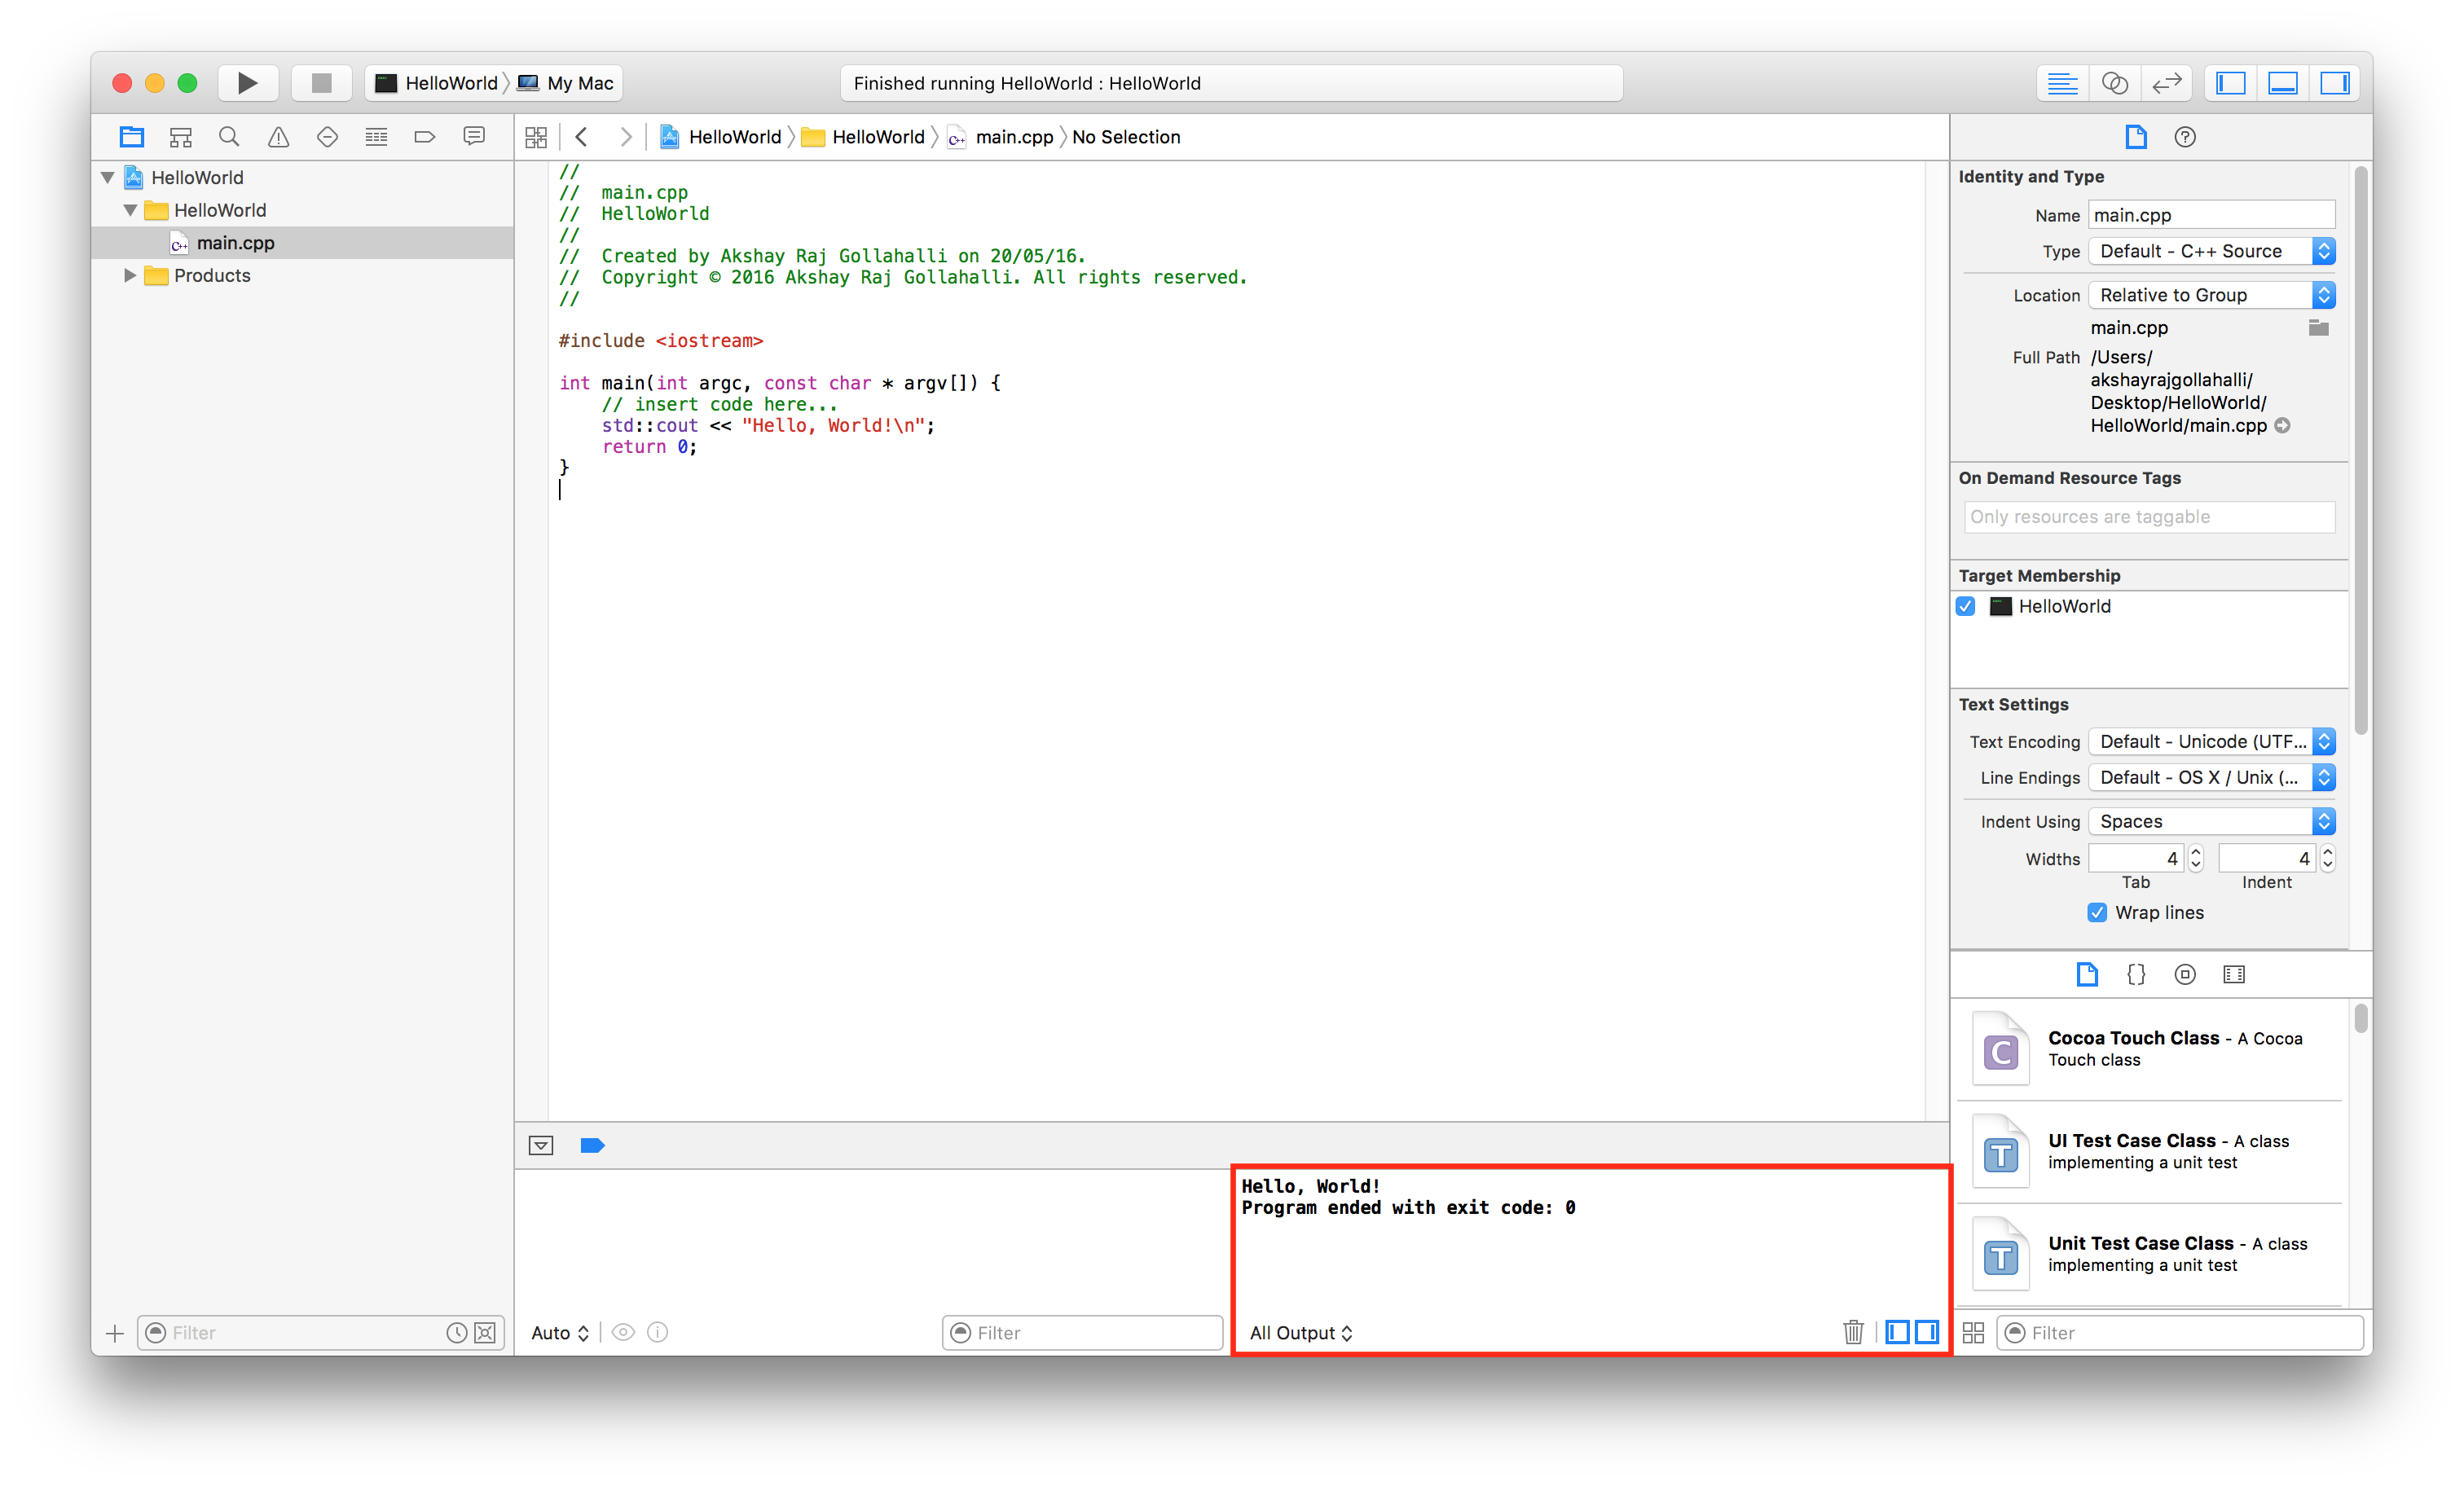 HelloWorld My Mac
Finished running HelloWorld : HelloWorld
HelloWorld
HelloWorld
main.cpp
Products
HelloWorld HelloWorld C++ main.cpp No Selection
//
// main.cpp
// HelloWorld
//
// Created by Akshay Raj Gollahalli on 20/05/16.
// Copyright © 2016 Akshay Raj Gollahalli. All rights reserved.
//
#include <iostream>
int main(int argc, const char * argv[]) {
// insert code here...
std::cout << "Hello, World!\n";
return 0;
}
Hello, World!
Program ended with exit code: 0
Filter
Auto
Filter
All Output
Identity and Type
Name main.cpp
Type Default - C++ Source
Location Relative to Group
main.cpp
Full Path /Users/
akshayrajgollahalli/
Desktop/HelloWorld/
HelloWorld/main.cpp
On Demand Resource Tags
Only resources are taggable
Target Membership
HelloWorld
Text Settings
Text Encoding Default - Unicode (UTF...
Line Endings Default - OS X / Unix (...
Indent Using Spaces
Widths 4 4
Tab Indent
Wrap lines
{}
C
Cocoa Touch Class - A Cocoa
Touch class
T
UI Test Case Class - A class
implementing a unit test
T
Unit Test Case Class - A class
implementing a unit test
Filter